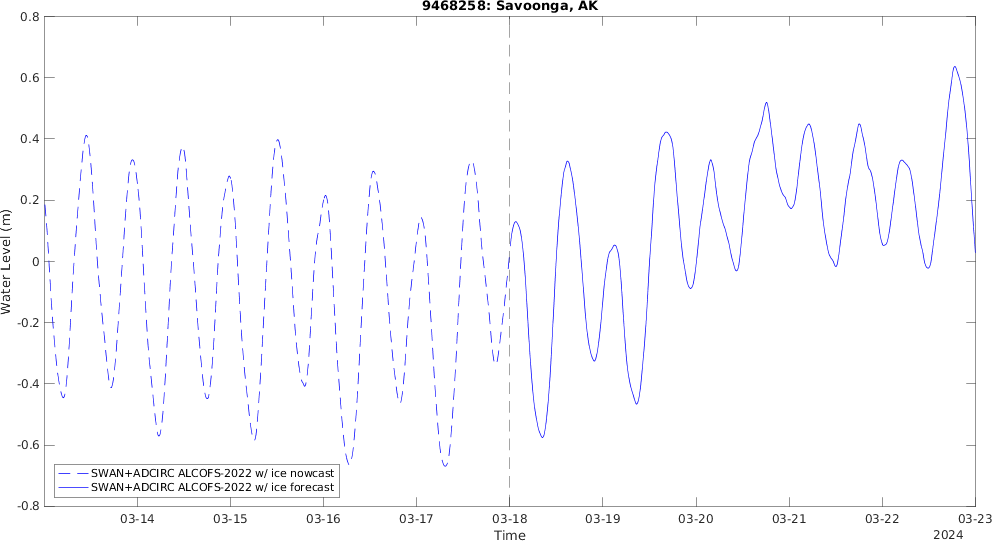 9468258: Savoonga, AK
0.8
0.6
0.4
0.2
0
-0.2
-0.4
-0.6
-0.8
Water Level (m)
SWAN+ADCIRC ALCOFS-2022 w/ ice nowcast
SWAN+ADCIRC ALCOFS-2022 w/ ice forecast
03-14 03-15 03-16 03-17 03-18 03-19 03-20 03-21 03-22 03-23
Time
2024